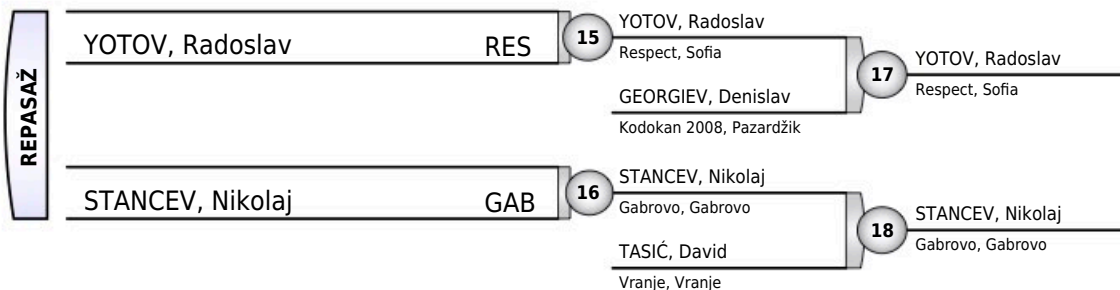 REPASAŽ
YOTOV, Radoslav RES
15
YOTOV, Radoslav
Respect, Sofia
GEORGIEV, Denislav
Kodokan 2008, Pazardžik
17
YOTOV, Radoslav
Respect, Sofia
STANCEV, Nikolaj GAB
16
STANCEV, Nikolaj
Gabrovo, Gabrovo
TASIĆ, David
Vranje, Vranje
18
STANCEV, Nikolaj
Gabrovo, Gabrovo